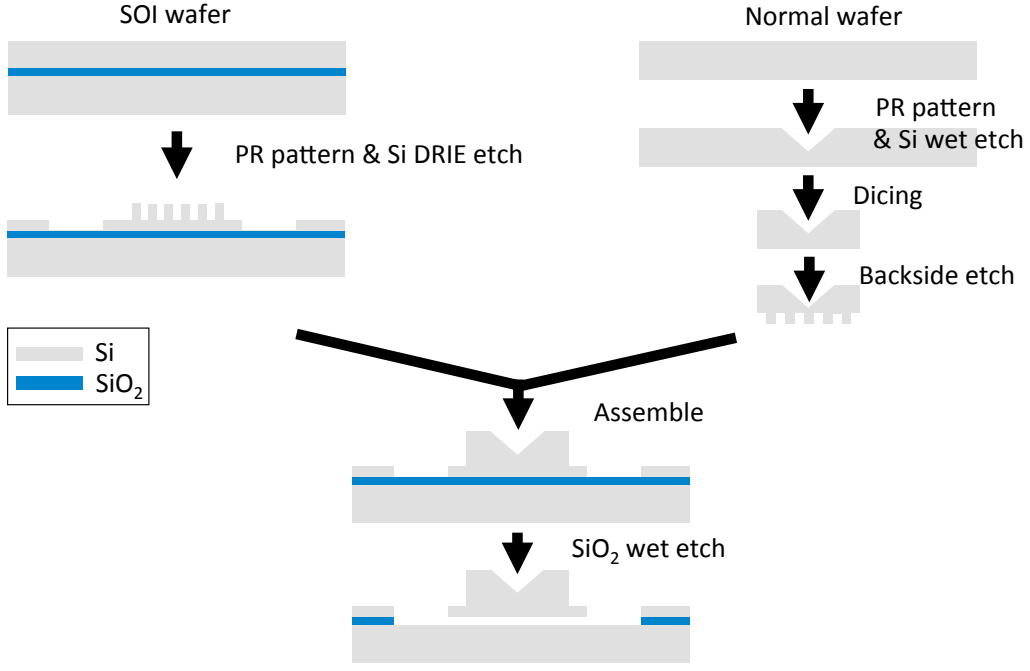 SOI wafer
Normal wafer
PR pattern & Si DRIE etch
PR pattern
& Si wet etch
Dicing
Backside etch
Si
SiO₂
Assemble
SiO₂ wet etch